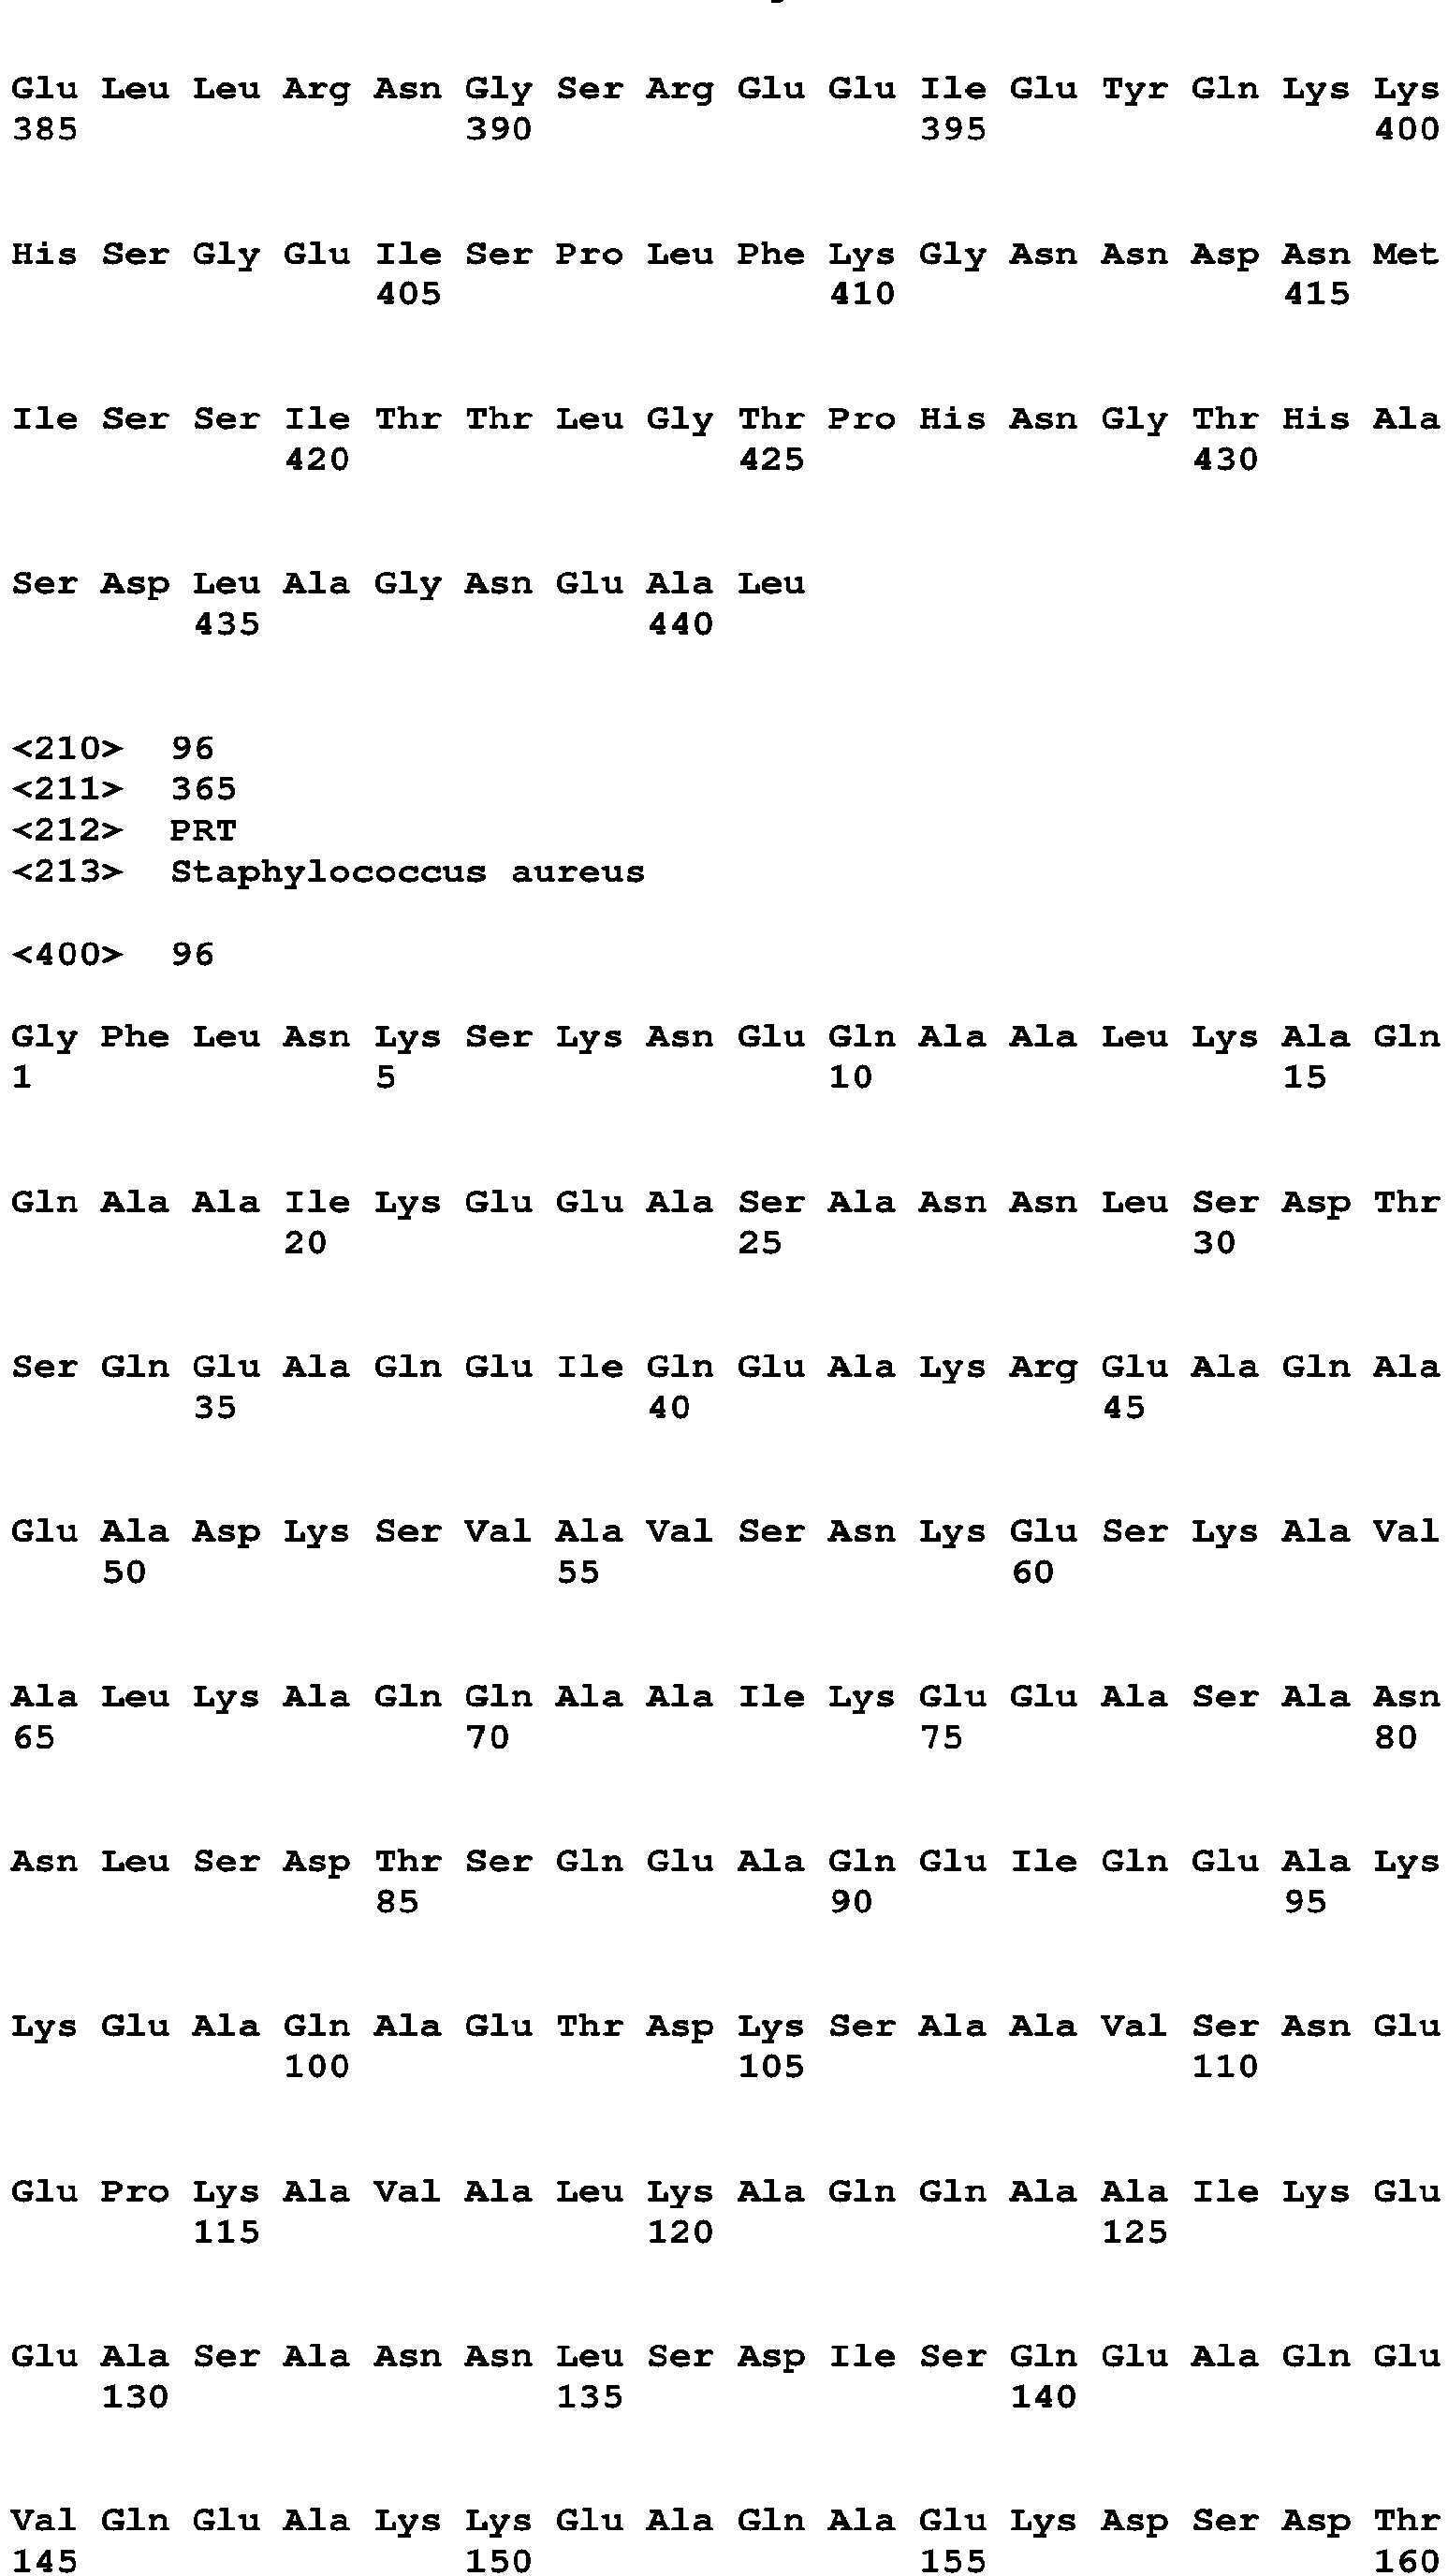 Glu Leu Leu Arg Asn Gly Ser Arg Glu Glu Ile Glu Tyr Gln Lys Lys
385 390 395 400
His Ser Gly Glu Ile Ser Pro Leu Phe Lys Gly Asn Asn Asp Asn Met
405 410 415
Ile Ser Ser Ile Thr Thr Leu Gly Thr Pro His Asn Gly Thr His Ala
420 425 430
Ser Asp Leu Ala Gly Asn Glu Ala Leu
435 440
<210> 96
<211> 365
<212> PRT
<213> Staphylococcus aureus
<400> 96
Gly Phe Leu Asn Lys Ser Lys Asn Glu Gln Ala Ala Leu Lys Ala Gln
1 5 10 15
Gln Ala Ala Ile Lys Glu Glu Ala Ser Ala Asn Asn Leu Ser Asp Thr
20 25 30
Ser Gln Glu Ala Gln Glu Ile Gln Glu Ala Lys Arg Glu Ala Gln Ala
35 40 45
Glu Ala Asp Lys Ser Val Ala Val Ser Asn Lys Glu Ser Lys Ala Val
50 55 60
Ala Leu Lys Ala Gln Gln Ala Ala Ile Lys Glu Glu Ala Ser Ala Asn
65 70 75 80
Asn Leu Ser Asp Thr Ser Gln Glu Ala Gln Glu Ile Gln Glu Ala Lys
85 90 95
Lys Glu Ala Gln Ala Glu Thr Asp Lys Ser Ala Ala Val Ser Asn Glu
100 105 110
Glu Pro Lys Ala Val Ala Leu Lys Ala Gln Gln Ala Ala Ile Lys Glu
115 120 125
Glu Ala Ser Ala Asn Asn Leu Ser Asp Ile Ser Gln Glu Ala Gln Glu
130 135 140
Val Gln Glu Ala Lys Lys Glu Ala Gln Ala Glu Lys Asp Ser Asp Thr
145 150 155 160